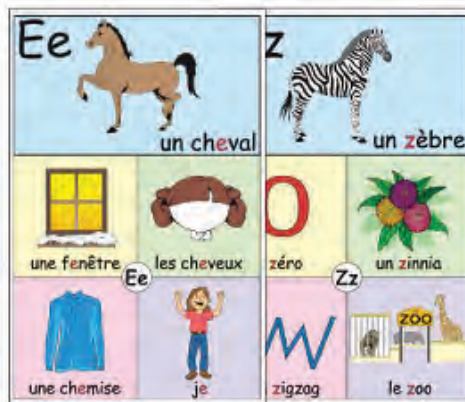 Ee
un cheval
une fenêtre
les cheveux
Ee
une chemise
je
z
un zèbre
O
zéro
un zinnia
Zz
W
zigzag
ZOO
le zoo